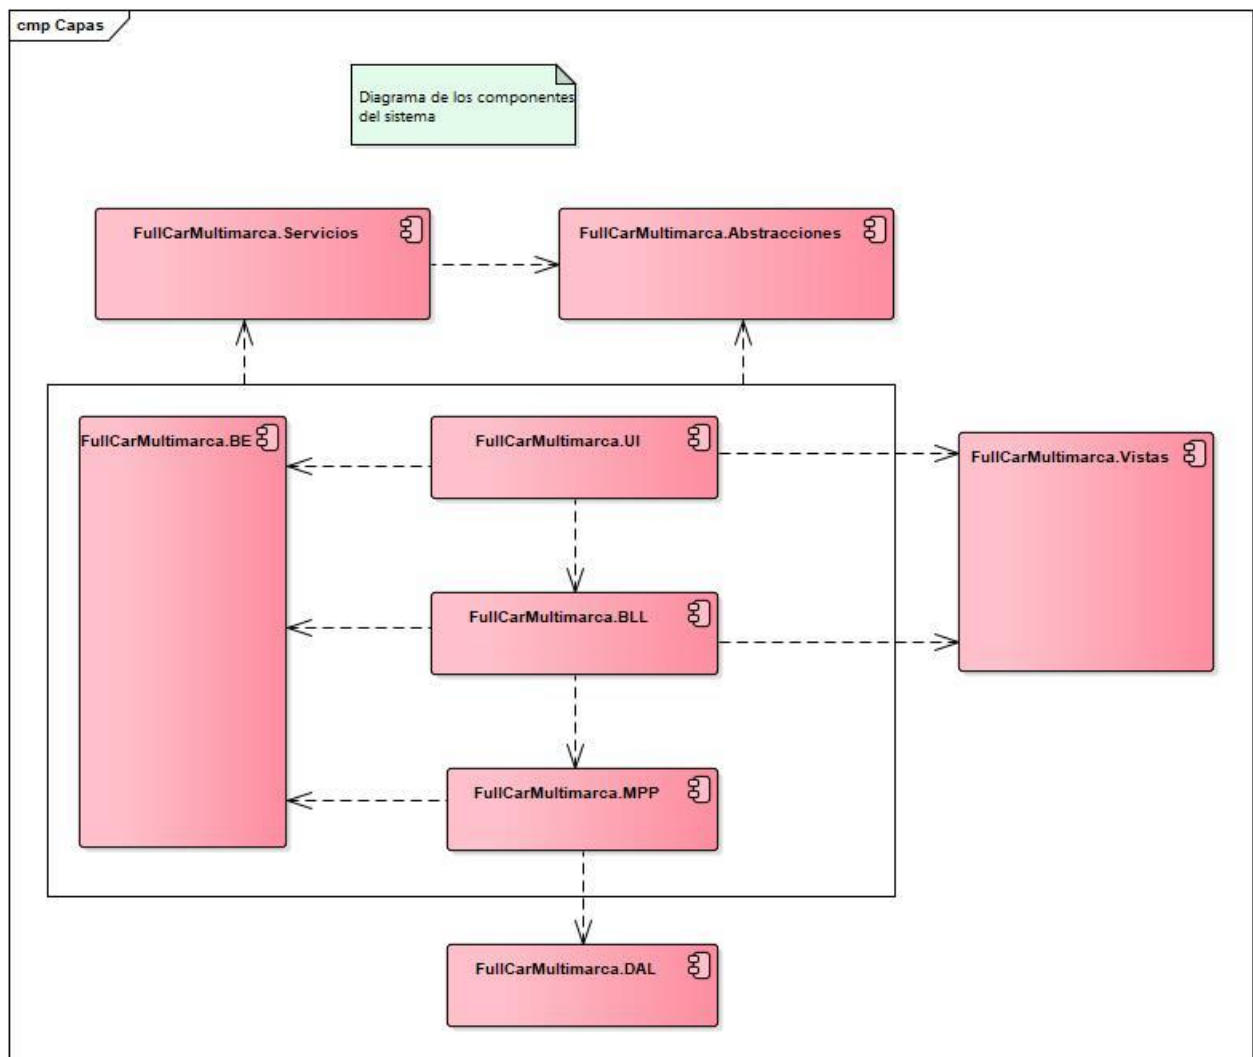 cmp Capas
Diagrama de los componentes
del sistema
FullCarMultimarca.Servicios
FullCarMultimarca.Abstracciones
FullCarMultimarca.BE
FullCarMultimarca.UI
FullCarMultimarca.Vistas
FullCarMultimarca.BLL
FullCarMultimarca.MPP
FullCarMultimarca.DAL